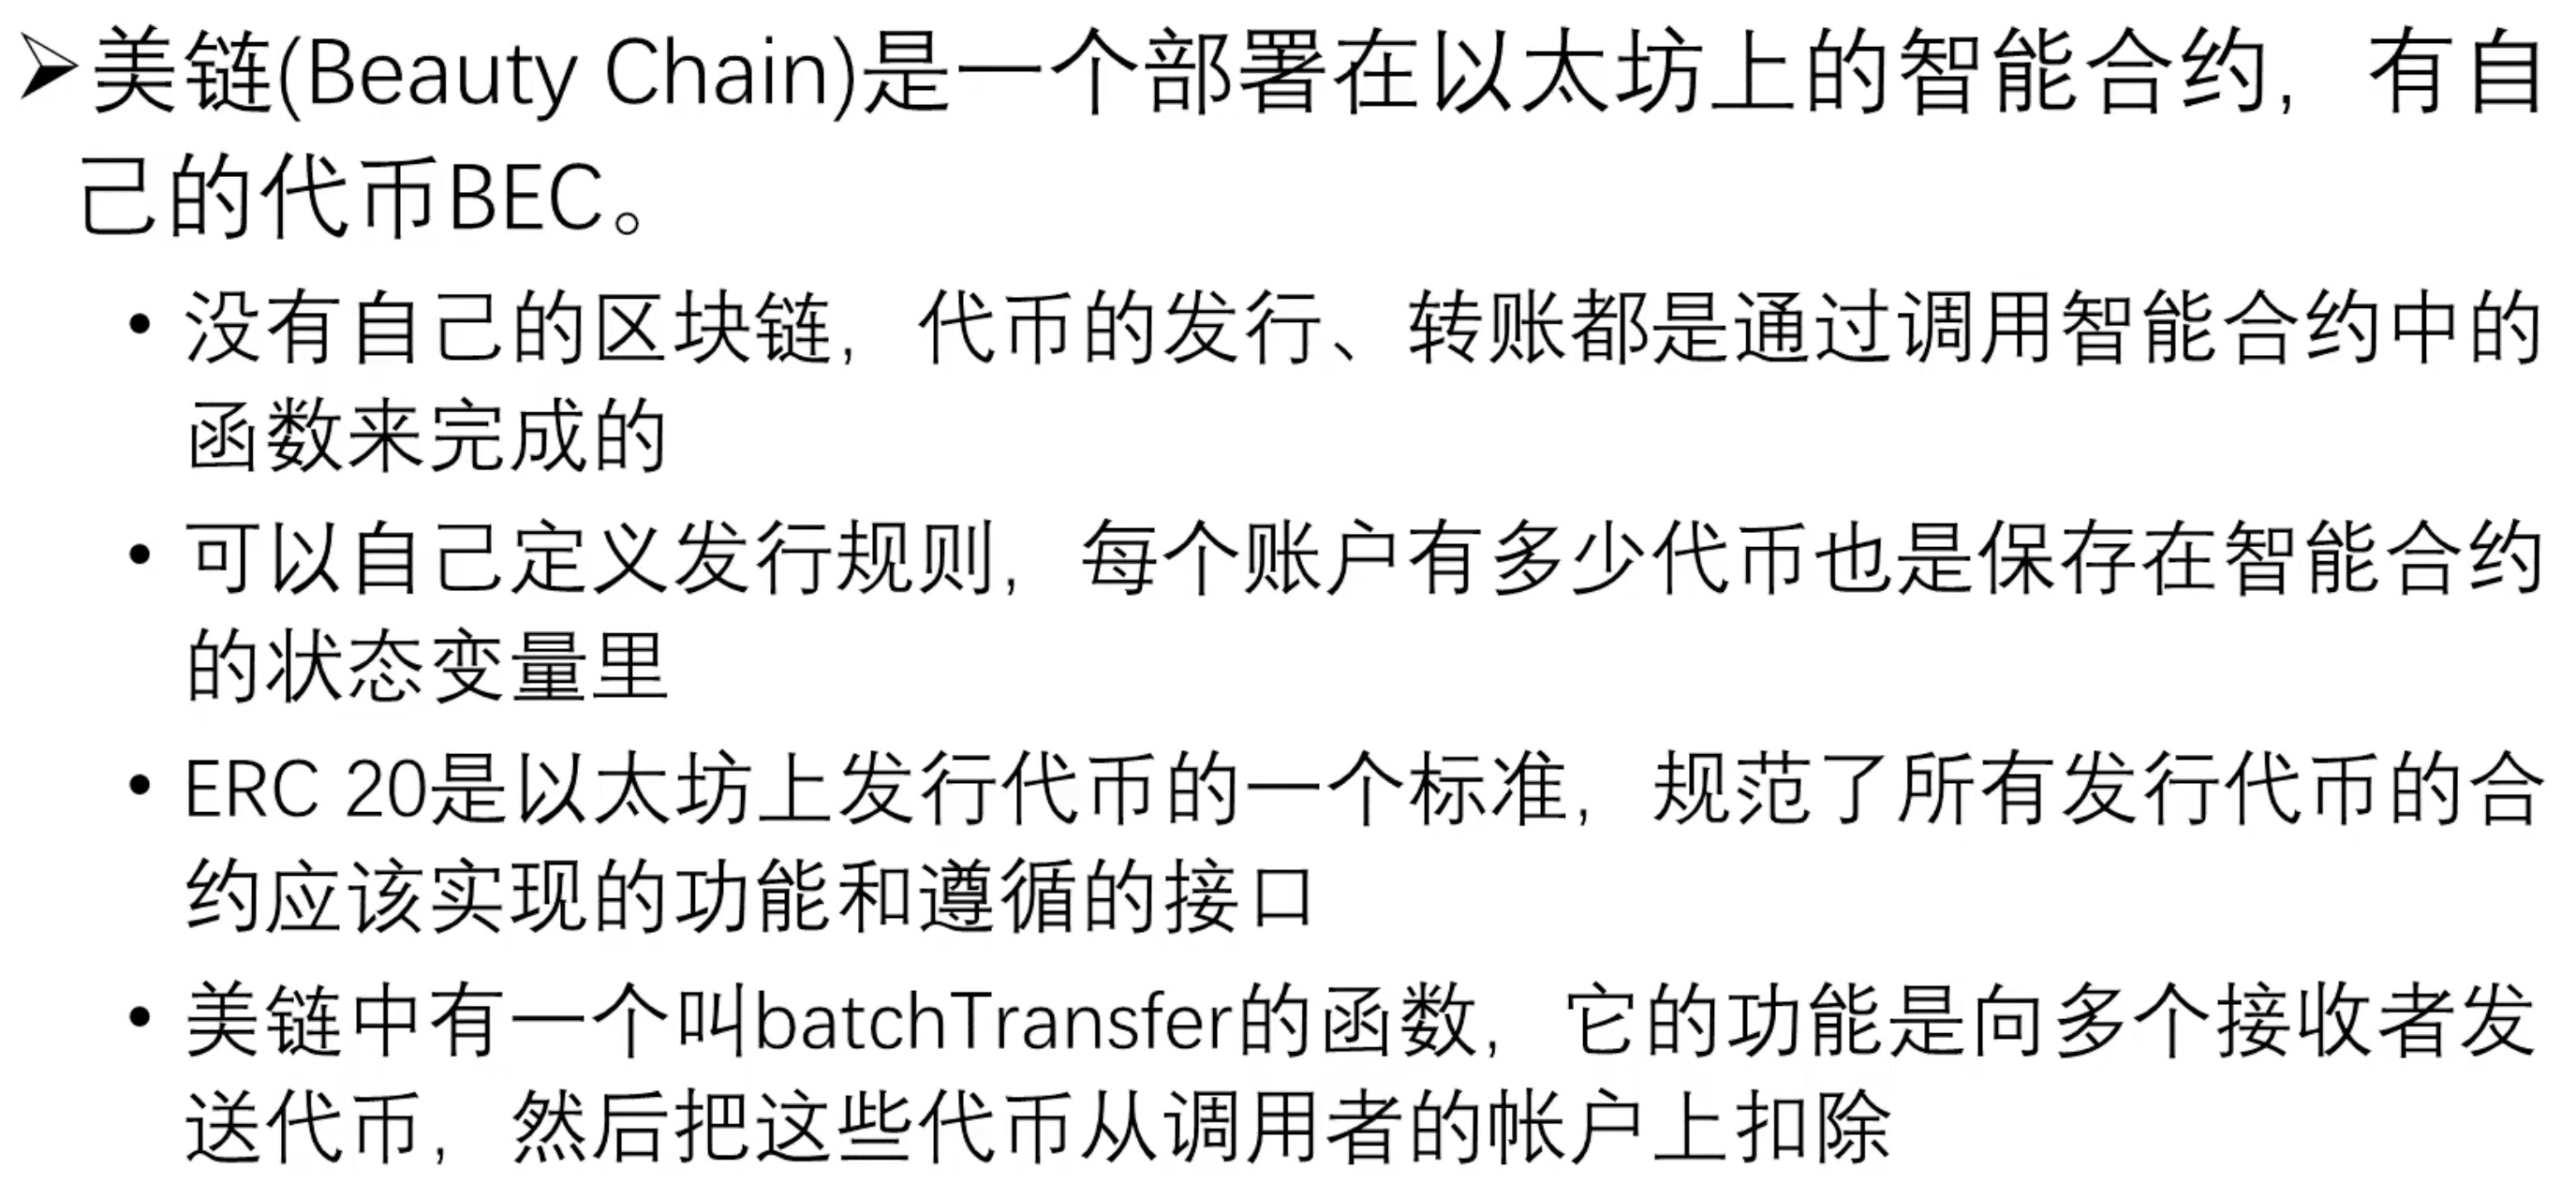 ➢美链(Beauty Chain)是一个部署在以太坊上的智能合约，有自
己的代币BEC。
• 没有自己的区块链，代币的发行、转账都是通过调用智能合约中的
函数来完成的
• 可以自己定义发行规则，每个账户有多少代币也是保存在智能合约
的状态变量里
• ERC 20是以太坊上发行代币的一个标准，规范了所有发行代币的合
约应该实现的功能和遵循的接口
• 美链中有一个叫batchTransfer的函数，它的功能是向多个接收者发
送代币，然后把这些代币从调用者的帐户上扣除